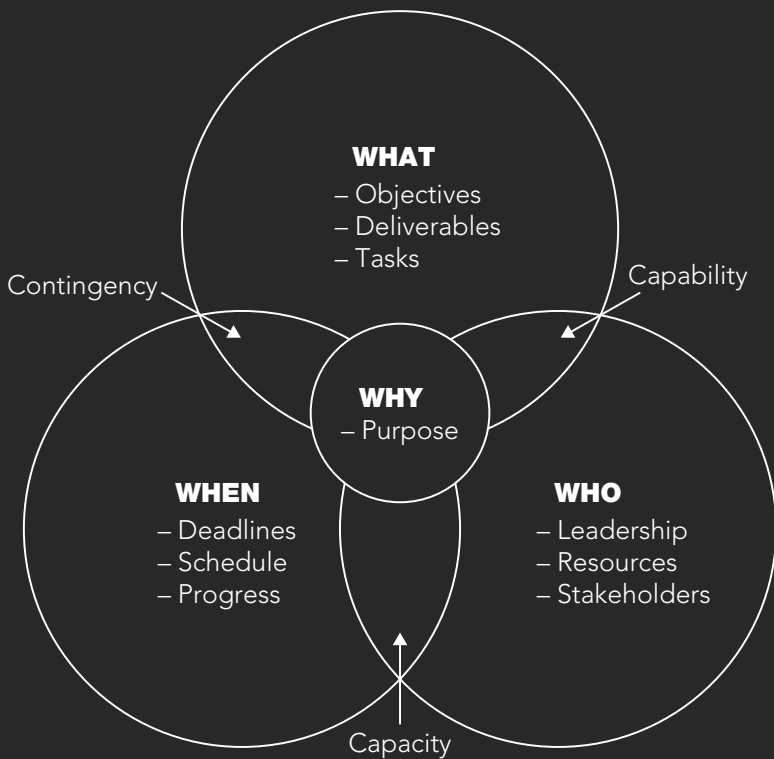 WHAT
– Objectives
– Deliverables
– Tasks
Contingency
Capability
WHY
– Purpose
WHEN
– Deadlines
– Schedule
– Progress
WHO
– Leadership
– Resources
– Stakeholders
Capacity